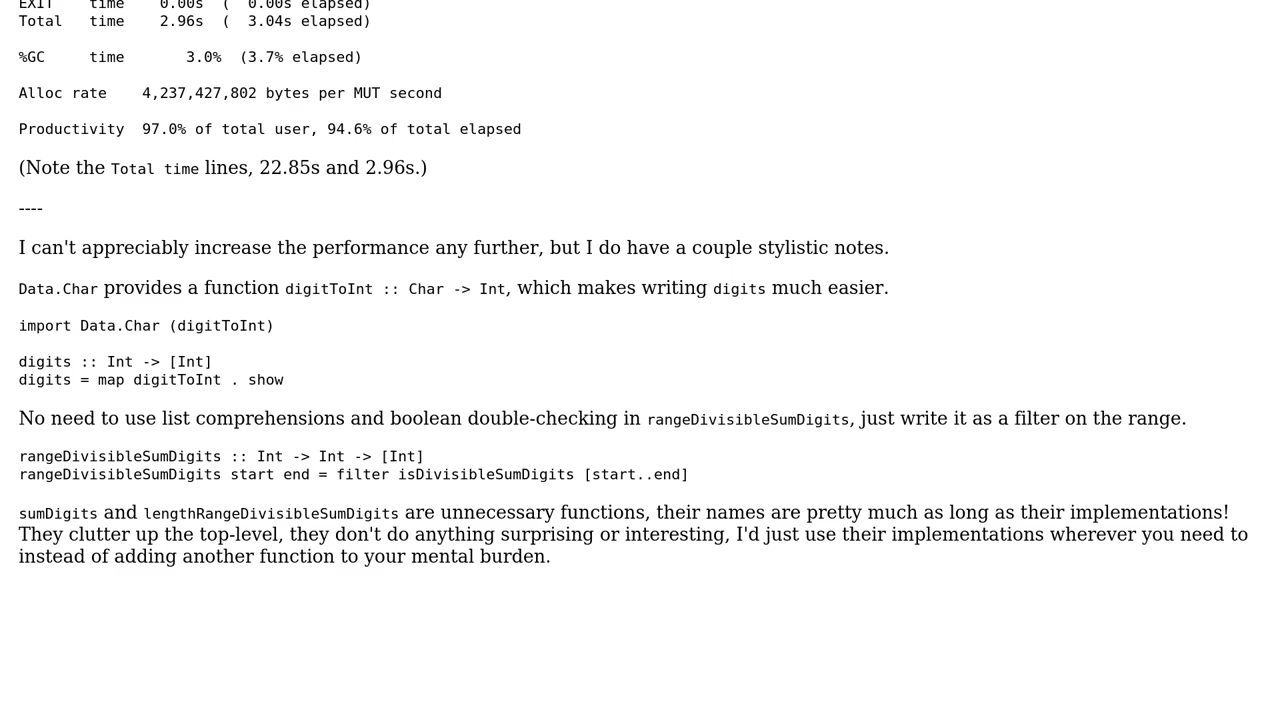 EXIT    time    0.00s  (  0.00s elapsed)
Total   time    2.96s  (  3.04s elapsed)
%GC     time       3.0%  (3.7% elapsed)
Alloc rate    4,237,427,802 bytes per MUT second
Productivity  97.0% of total user, 94.6% of total elapsed
(Note the Total time lines, 22.85s and 2.96s.)
----
I can't appreciably increase the performance any further, but I do have a couple stylistic notes.
Data.Char provides a function digitToInt :: Char -> Int, which makes writing digits much easier.
import Data.Char (digitToInt)
digits :: Int -> [Int]
digits = map digitToInt . show
No need to use list comprehensions and boolean double-checking in rangeDivisibleSumDigits, just write it as a filter on the range.
rangeDivisibleSumDigits :: Int -> Int -> [Int]
rangeDivisibleSumDigits start end = filter isDivisibleSumDigits [start..end]
sumDigits and lengthRangeDivisibleSumDigits are unnecessary functions, their names are pretty much as long as their implementations!
They clutter up the top-level, they don't do anything surprising or interesting, I'd just use their implementations wherever you need to
instead of adding another function to your mental burden.